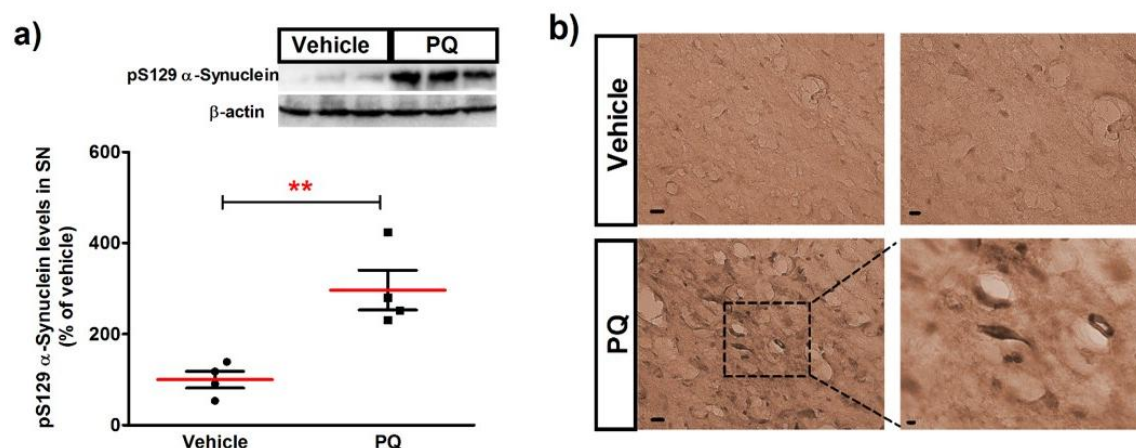 a)
Vehicle PQ
pS129 α-Synuclein
β-actin
pS129 α-Synuclein levels in SN
(% of vehicle)
600
400
200
0
**
Vehicle PQ
b)
Vehicle
PQ